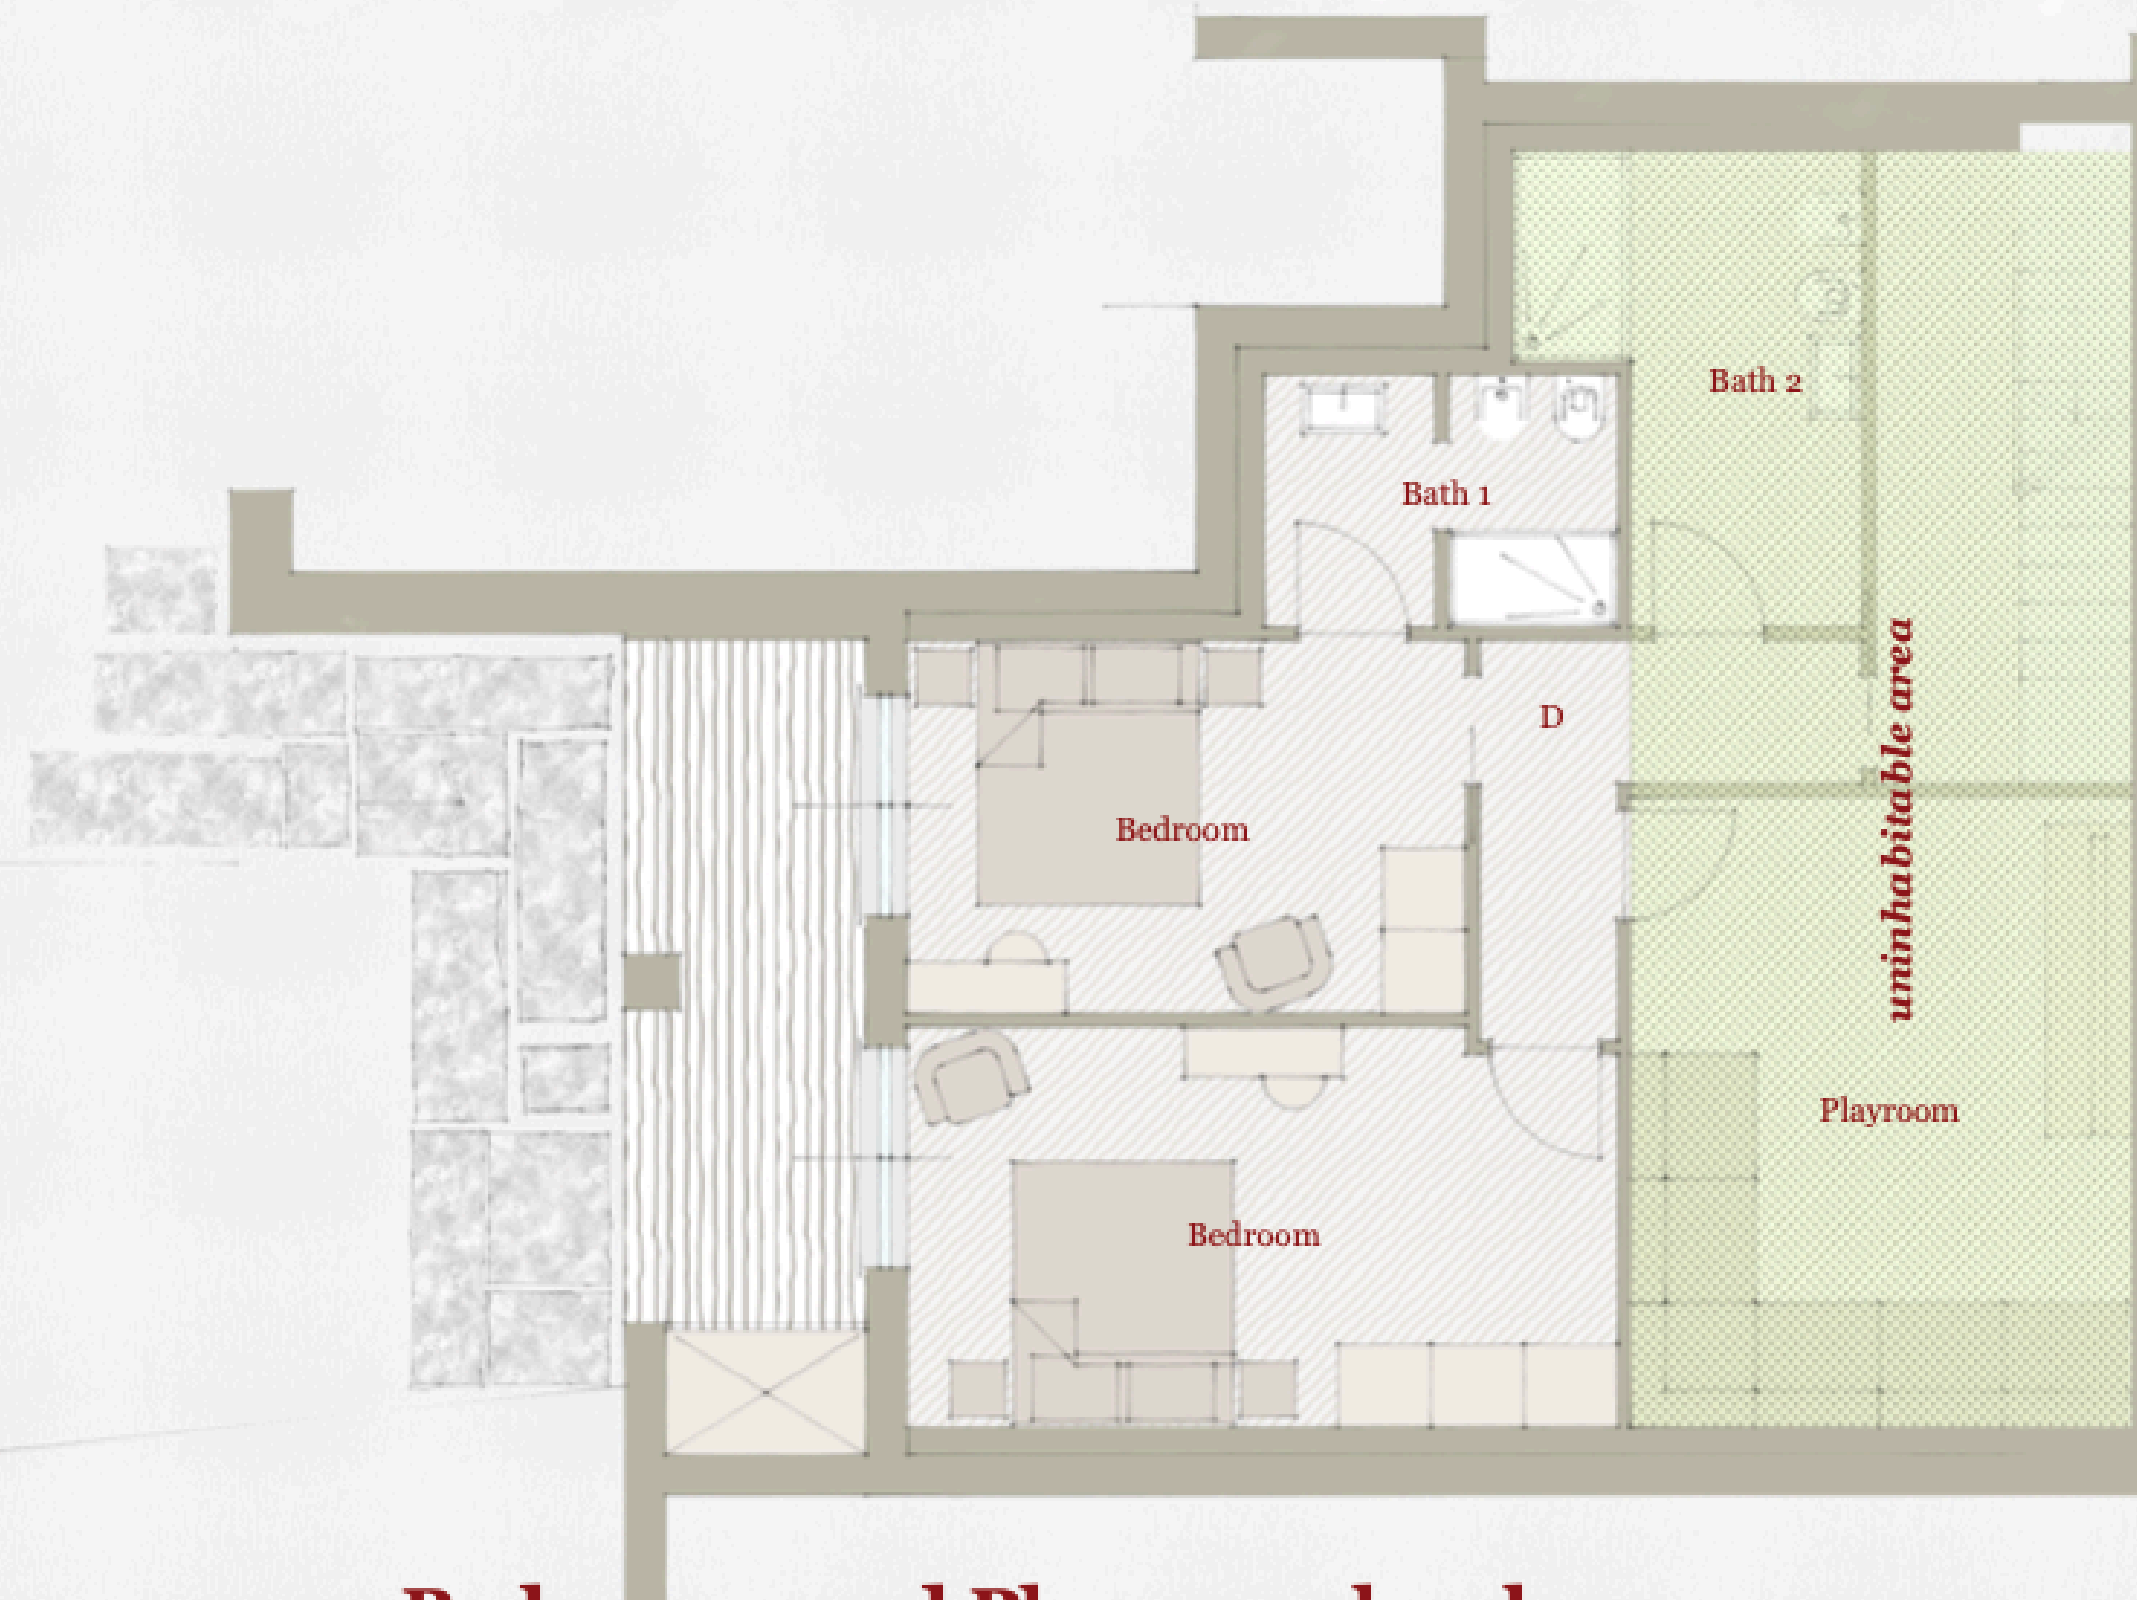 Bath 2
Bath 1
D
Bedroom
uninhabitable area
Playroom
Bedroom